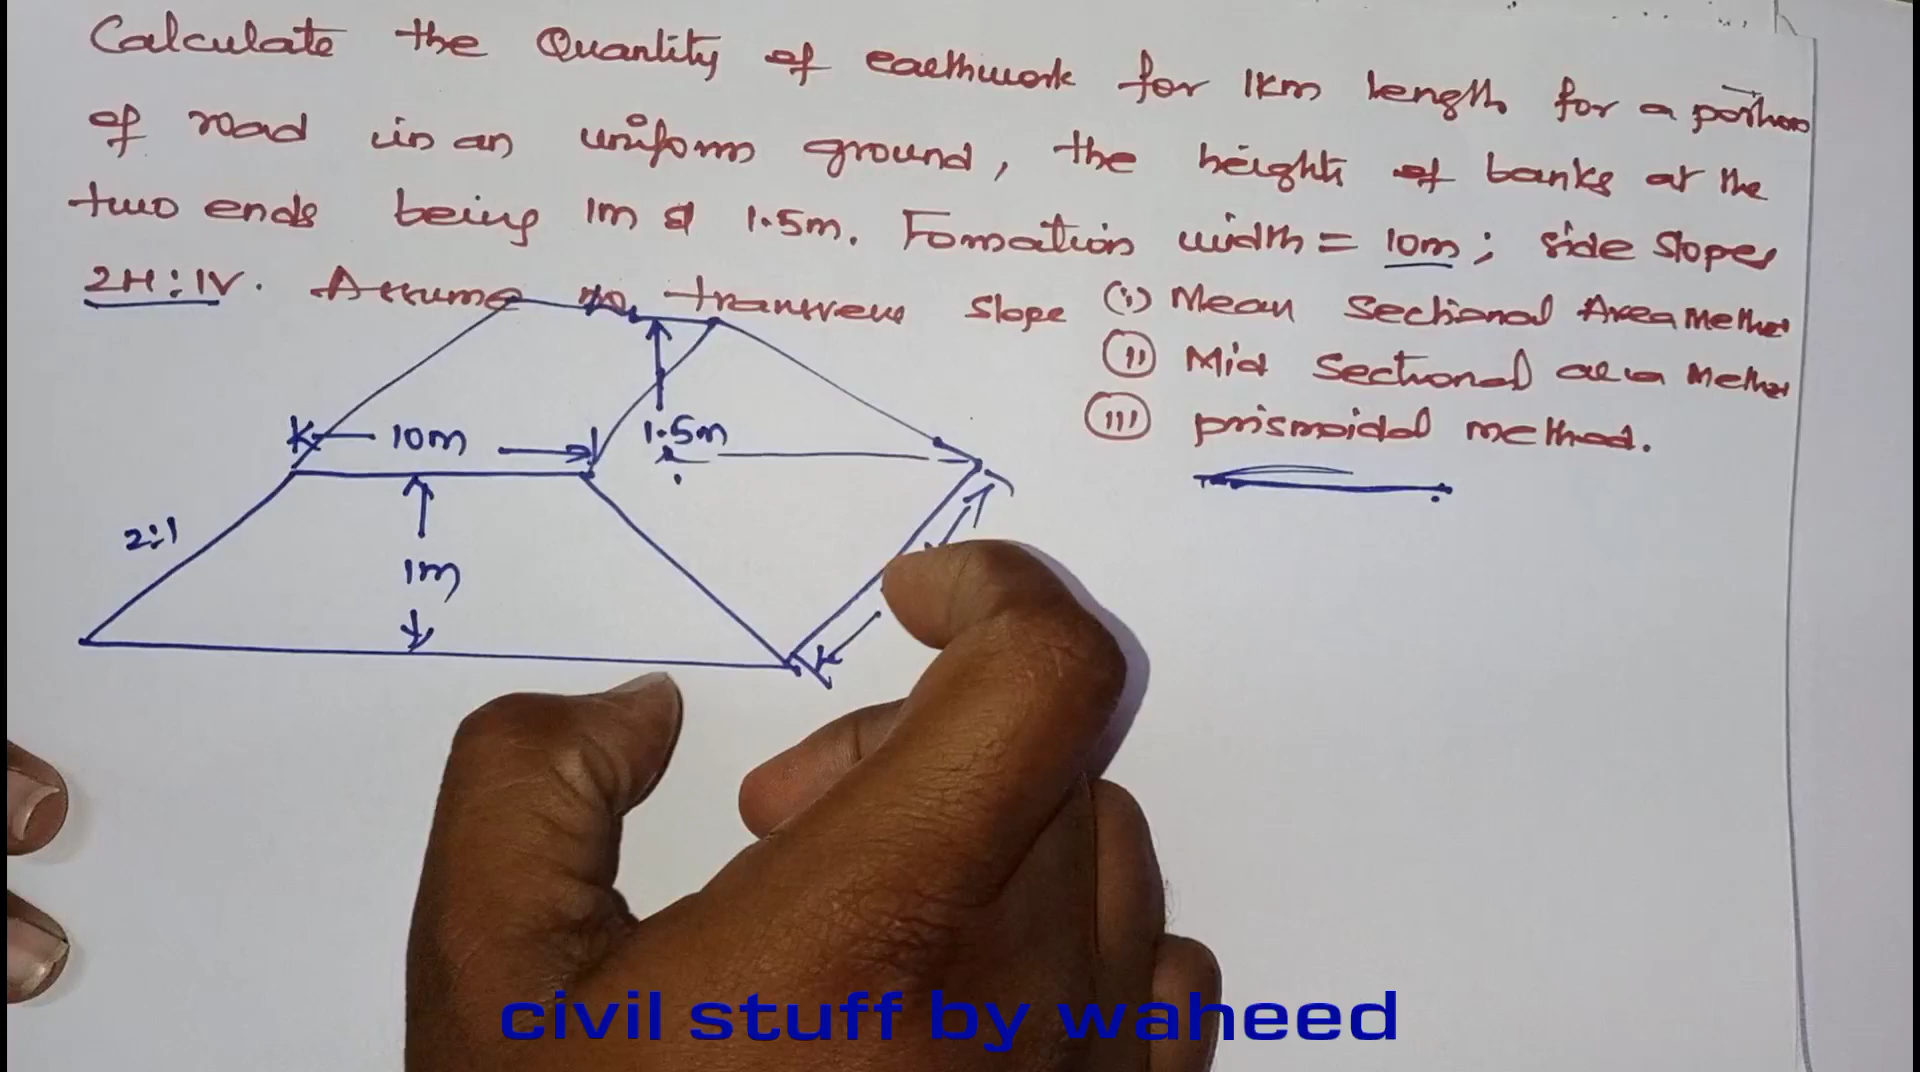 Calculate the Quantity of earthwork for 1km length for a portion
of road in an uniform ground, the heights of banks at the
two ends being 1m & 1.5m. Formation width = 10m; side slopes
2H:1V. Assume no transvers slope (i) Mean Sectional Area Method
(ii) Mid Sectional area Method
(iii) prismoidal method.
10m
1.5m
2:1
1m
civil stuff by waheed